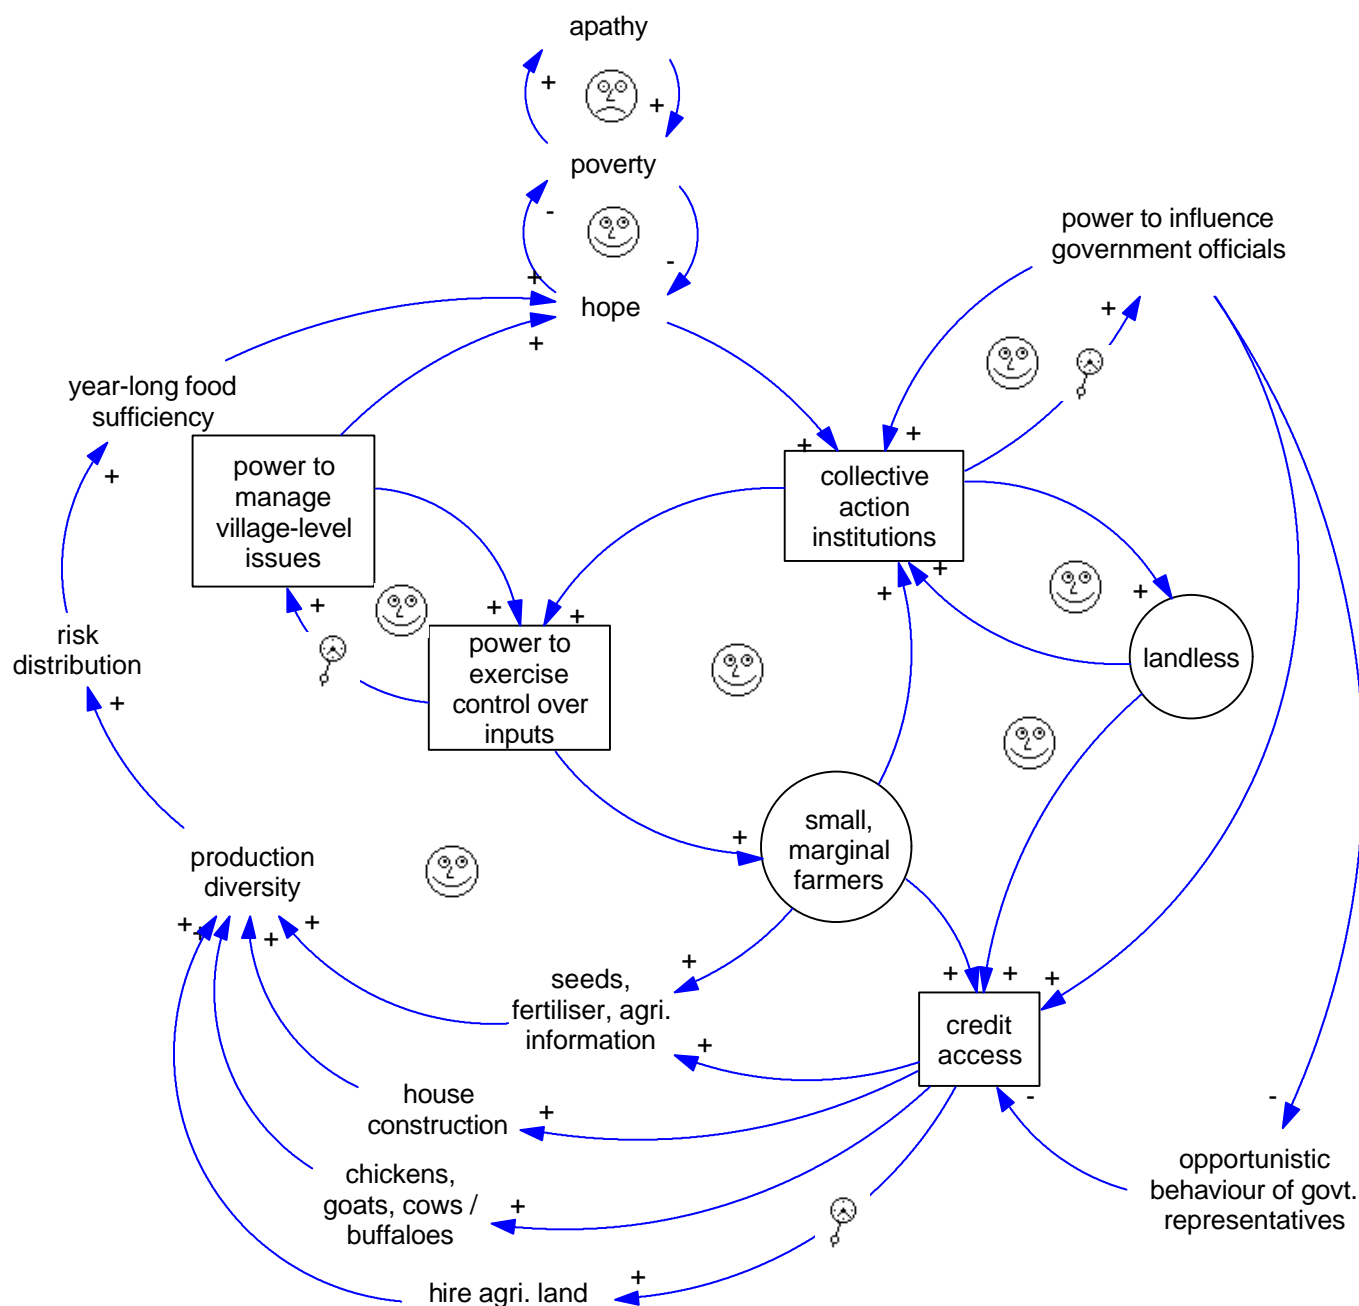 apathy
+
+
poverty
-
-
+
hope
+
power to influence
government officials
+
year-long food
sufficiency
+
power to
manage
village-level
issues
+
+
collective
action
institutions
+
+
+
+
+
+
power to
exercise
control over
inputs
landless
risk
distribution
+
+
small,
marginal
farmers
production
diversity
+
+
+
+
+
seeds,
fertiliser, agri.
information
+
+
+
+
credit
access
-
-
house
construction
+
chickens,
goats, cows /
buffaloes
+
opportunistic
behaviour of govt.
representatives
hire agri. land
+